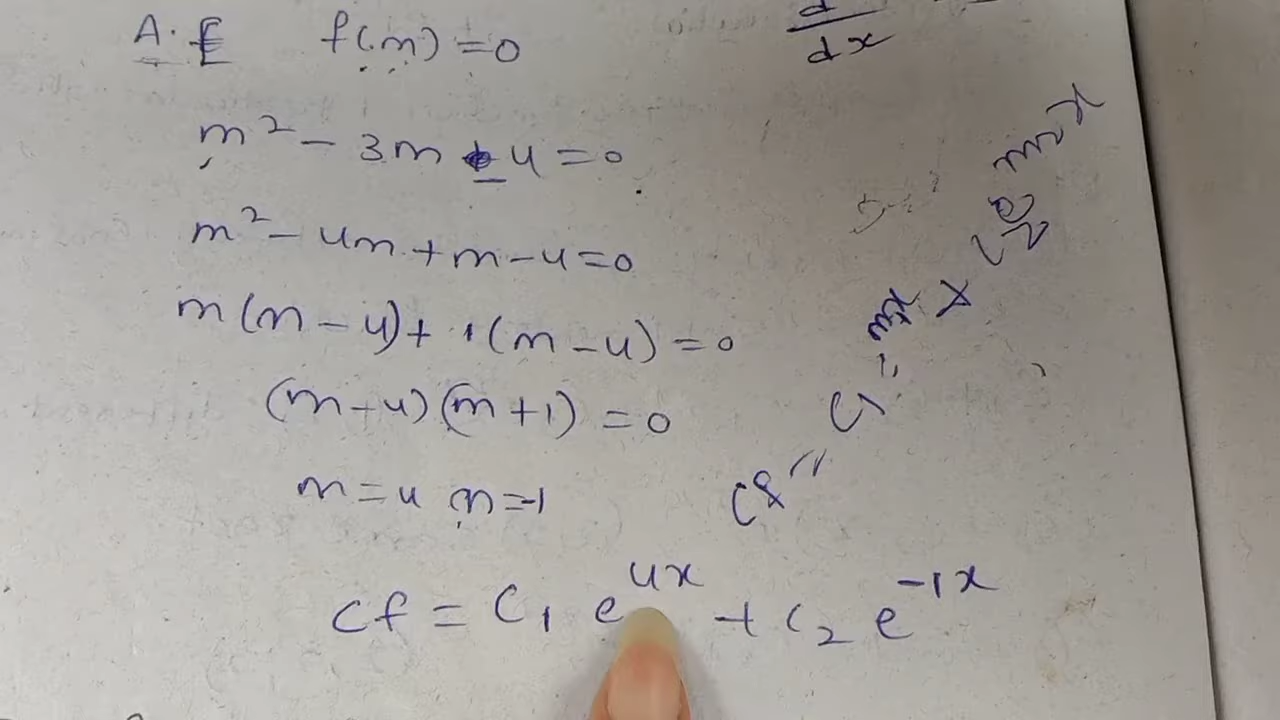 A.E f(m) = 0
d
dx
m² - 3m - 4 = 0
m² - 4m + m - 4 = 0
m(m - 4) + 1(m - 4) = 0
(m - 4)(m + 1) = 0
m = 4 m = -1
Cf = C₁ e^4x + C₂ e^-1x